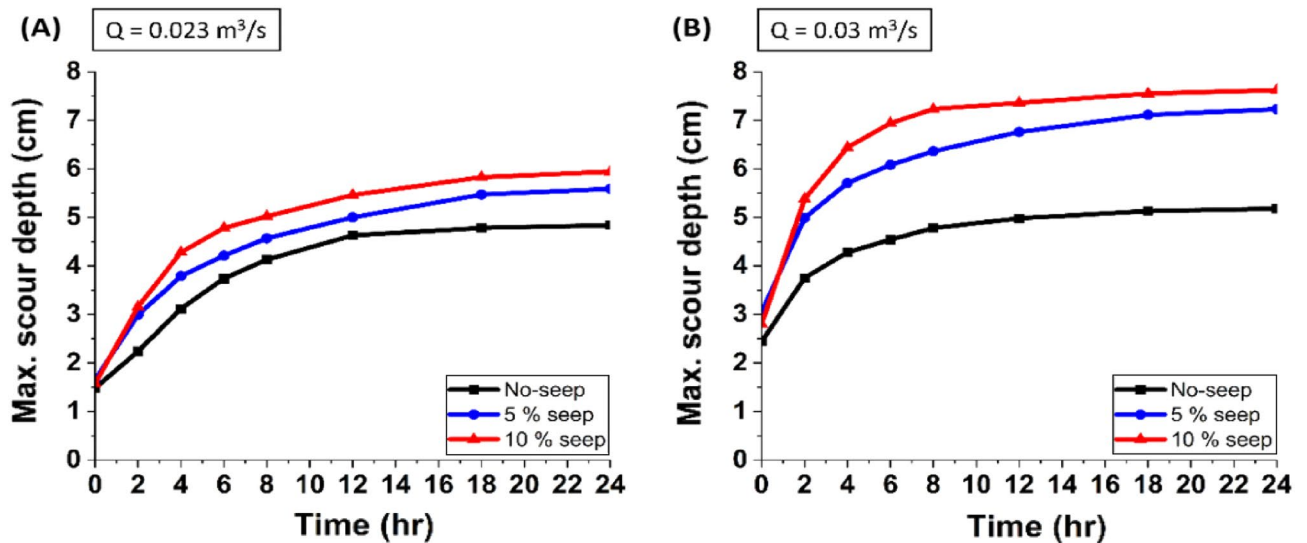 (A)
Q = 0.023 m³/s
Max. scour depth (cm)
8
7
6
5
4
3
2
1
0
No-seep
5 % seep
10 % seep
0 2 4 6 8 10 12 14 16 18 20 22 24
Time (hr)
(B)
Q = 0.03 m³/s
Max. scour depth (cm)
8
7
6
5
4
3
2
1
0
No-seep
5 % seep
10 % seep
0 2 4 6 8 10 12 14 16 18 20 22 24
Time (hr)